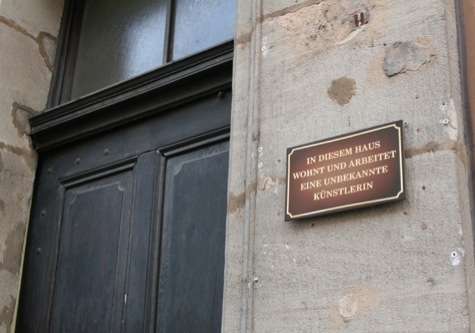 IN DIESEM HAUS
WOHNT UND ARBEITET
EINE UNBEKANNTE
KÜNSTLERIN